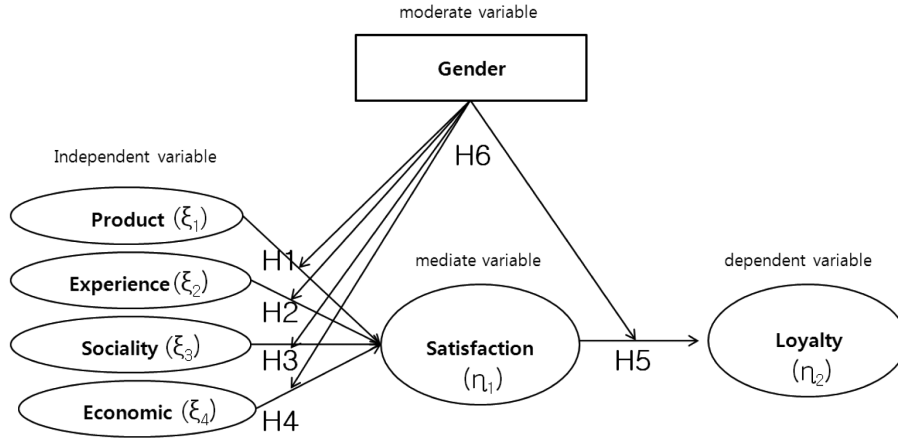 moderate variable
Gender
H6
Independent variable
Product (ξ₁)
H1
Experience (ξ₂)
H2
Sociality (ξ₃)
H3
Economic (ξ₄)
H4
mediate variable
Satisfaction
(η₁)
H5
dependent variable
Loyalty
(η₂)